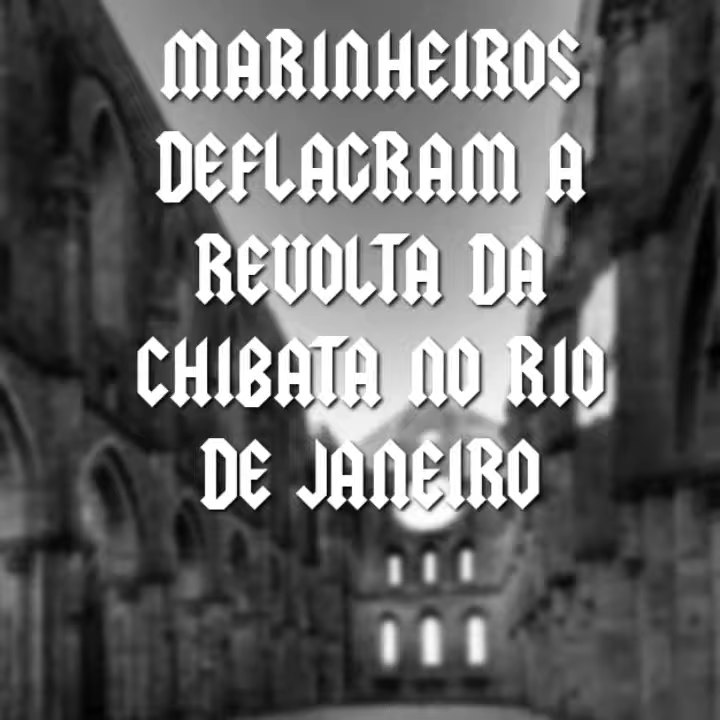 MARINHEIROS
DEFLAGRAM A
REVOLTA DA
CHIBATA NO RIO
DE JANEIRO